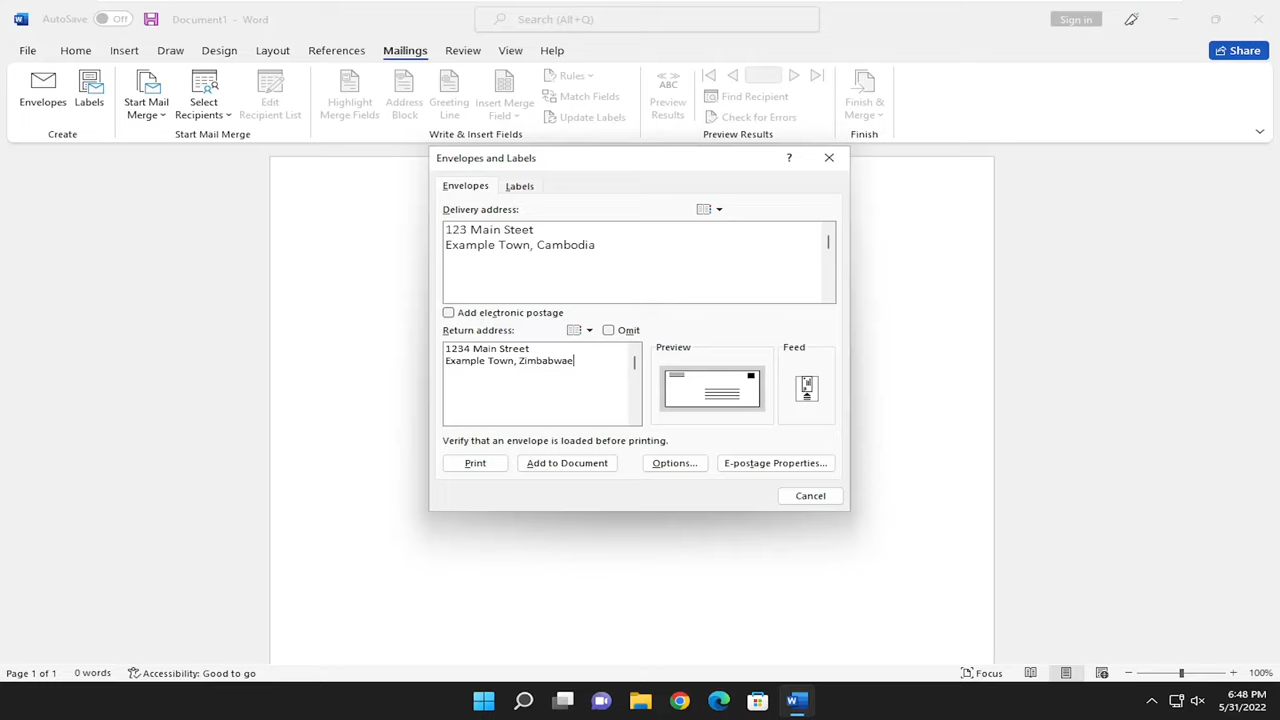 AutoSave Off Document1 - Word Search (Alt+Q) Sign in
File Home Insert Draw Design Layout References Mailings Review View Help Share
Envelopes Labels Start Mail Merge Select Recipients Edit Recipient List Highlight Merge Fields Address Block Greeting Line Insert Merge Field Rules Match Fields Update Labels ABC Preview Results Find Recipient Check for Errors Finish & Merge
Create Start Mail Merge Write & Insert Fields Preview Results Finish
Envelopes and Labels ?
Envelopes Labels
Delivery address:
123 Main Steet
Example Town, Cambodia
Add electronic postage
Return address: Omit
1234 Main Street
Example Town, Zimbabwae
Preview Feed
Verify that an envelope is loaded before printing.
Print Add to Document Options... E-postage Properties...
Cancel
Page 1 of 1 0 words Accessibility: Good to go Focus 100%
6:48 PM
5/31/2022